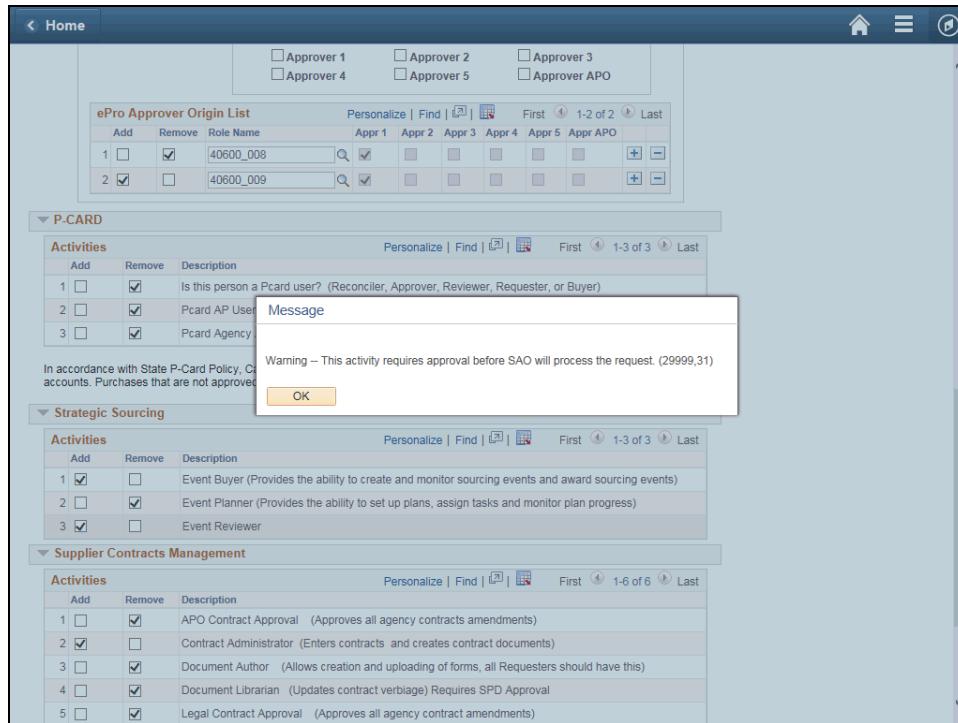 Home
Approver 1 Approver 2 Approver 3
Approver 4 Approver 5 Approver APO
ePro Approver Origin List Personalize | Find | | First 1-2 of 2 Last
Add Remove Role Name Appr 1 Appr 2 Appr 3 Appr 4 Appr 5 Appr APO
1 40600_008
2 40600_009
P-CARD
Activities Personalize | Find | | First 1-3 of 3 Last
Add Remove Description
1 Is this person a Pcard user? (Reconciler, Approver, Reviewer, Requester, or Buyer)
2 Pcard AP User
3 Pcard Agency
Message
Warning -- This activity requires approval before SAO will process the request. (29999,31)
OK
In accordance with State P-Card Policy,
accounts. Purchases that are not approved
Strategic Sourcing
Activities Personalize | Find | | First 1-3 of 3 Last
Add Remove Description
1 Event Buyer (Provides the ability to create and monitor sourcing events and award sourcing events)
2 Event Planner (Provides the ability to set up plans, assign tasks and monitor plan progress)
3 Event Reviewer
Supplier Contracts Management
Activities Personalize | Find | | First 1-6 of 6 Last
Add Remove Description
1 APO Contract Approval (Approves all agency contracts amendments)
2 Contract Administrator (Enters contracts and creates contract documents)
3 Document Author (Allows creation and uploading of forms, all Requesters should have this)
4 Document Librarian (Updates contract verbiage) Requires SPD Approval
5 Legal Contract Approval (Approves all agency contract amendments)